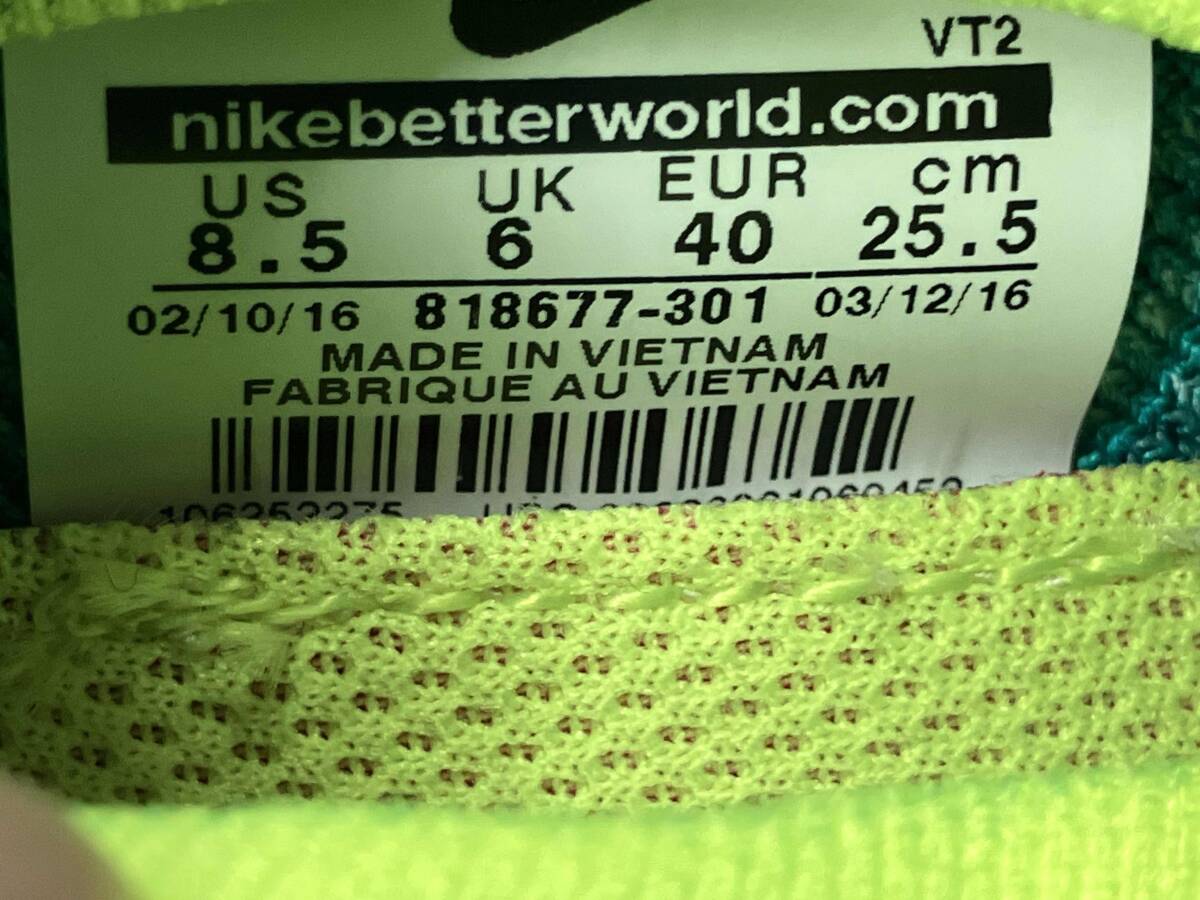 VT2
nikebetterworld.com
US UK EUR cm
8.5 6 40 25.5
02/10/16 818677-301 03/12/16
MADE IN VIETNAM
FABRIQUE AU VIETNAM